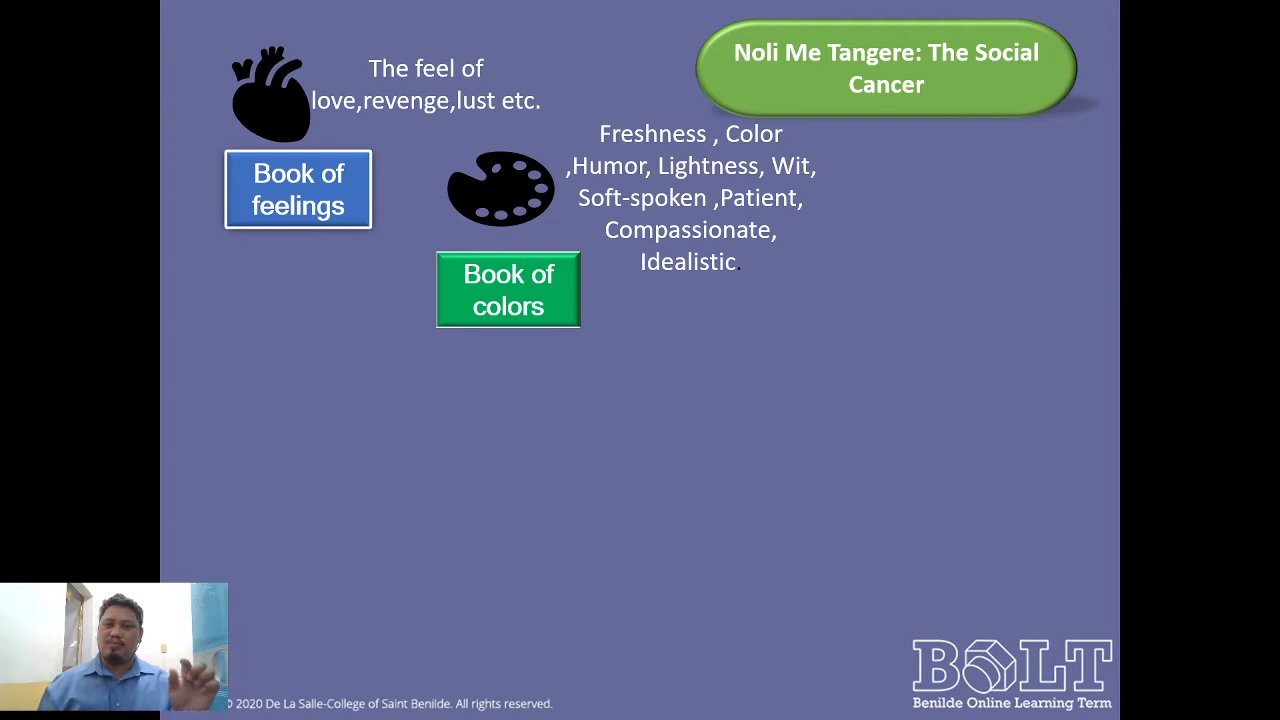 The feel of
love,revenge,lust etc.
Book of
feelings
Noli Me Tangere: The Social
Cancer
Freshness , Color
,Humor, Lightness, Wit,
Soft-spoken ,Patient,
Compassionate,
Idealistic.
Book of
colors
BOLT
Benilde Online Learning Term
© 2020 De La Salle-College of Saint Benilde. All rights reserved.